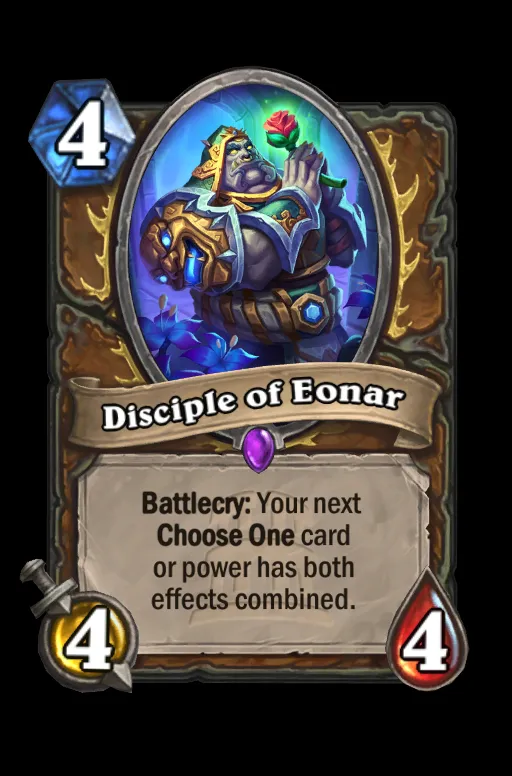 4
Disciple of Eonar
Battlecry: Your next
Choose One card
or power has both
effects combined.
4
4